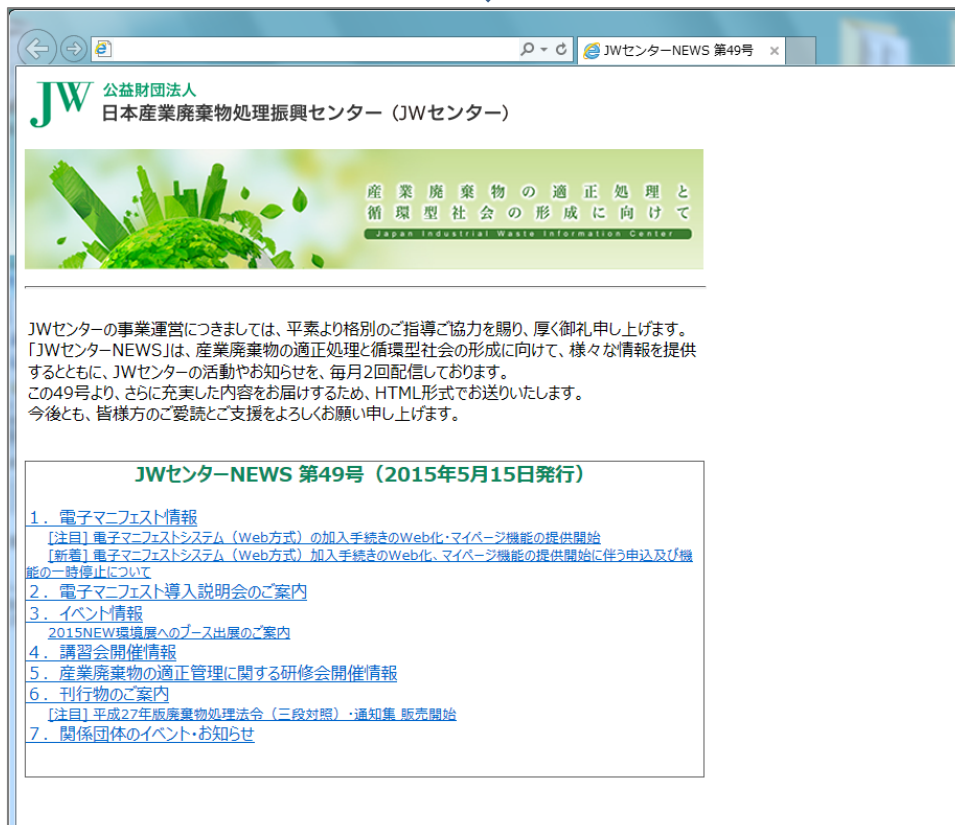 JWセンターNEWS 第49号
JW 公益財団法人
日本産業廃棄物処理振興センター（JWセンター）
産業廃棄物の適正処理と
循環型社会の形成に向けて
Japan Industrial Waste Information Center
JWセンターの事業運営につきましては、平素より格別のご指導ご協力を賜り、厚く御礼申し上げます。
「JWセンターNEWS」は、産業廃棄物の適正処理と循環型社会の形成に向けて、様々な情報を提供
するとともに、JWセンターの活動やお知らせを、毎月2回配信しております。
この49号より、さらに充実した内容をお届けするため、HTML形式でお送りいたします。
今後とも、皆様方のご愛読とご支援をよろしくお願い申し上げます。
JWセンターNEWS 第49号（2015年5月15日発行）
1．電子マニフェスト情報
[注目] 電子マニフェストシステム（Web方式）の加入手続きのWeb化・マイページ機能の提供開始
[新着] 電子マニフェストシステム（Web方式）加入手続きのWeb化、マイページ機能の提供開始に伴う申込及び機
能の一時停止について
2．電子マニフェスト導入説明会のご案内
3．イベント情報
2015NEW環境展へのブース出展のご案内
4．講習会開催情報
5．産業廃棄物の適正管理に関する研修会開催情報
6．刊行物のご案内
[注目] 平成27年版廃棄物処理法令（三段対照）・通知集 販売開始
7．関係団体のイベント・お知らせ